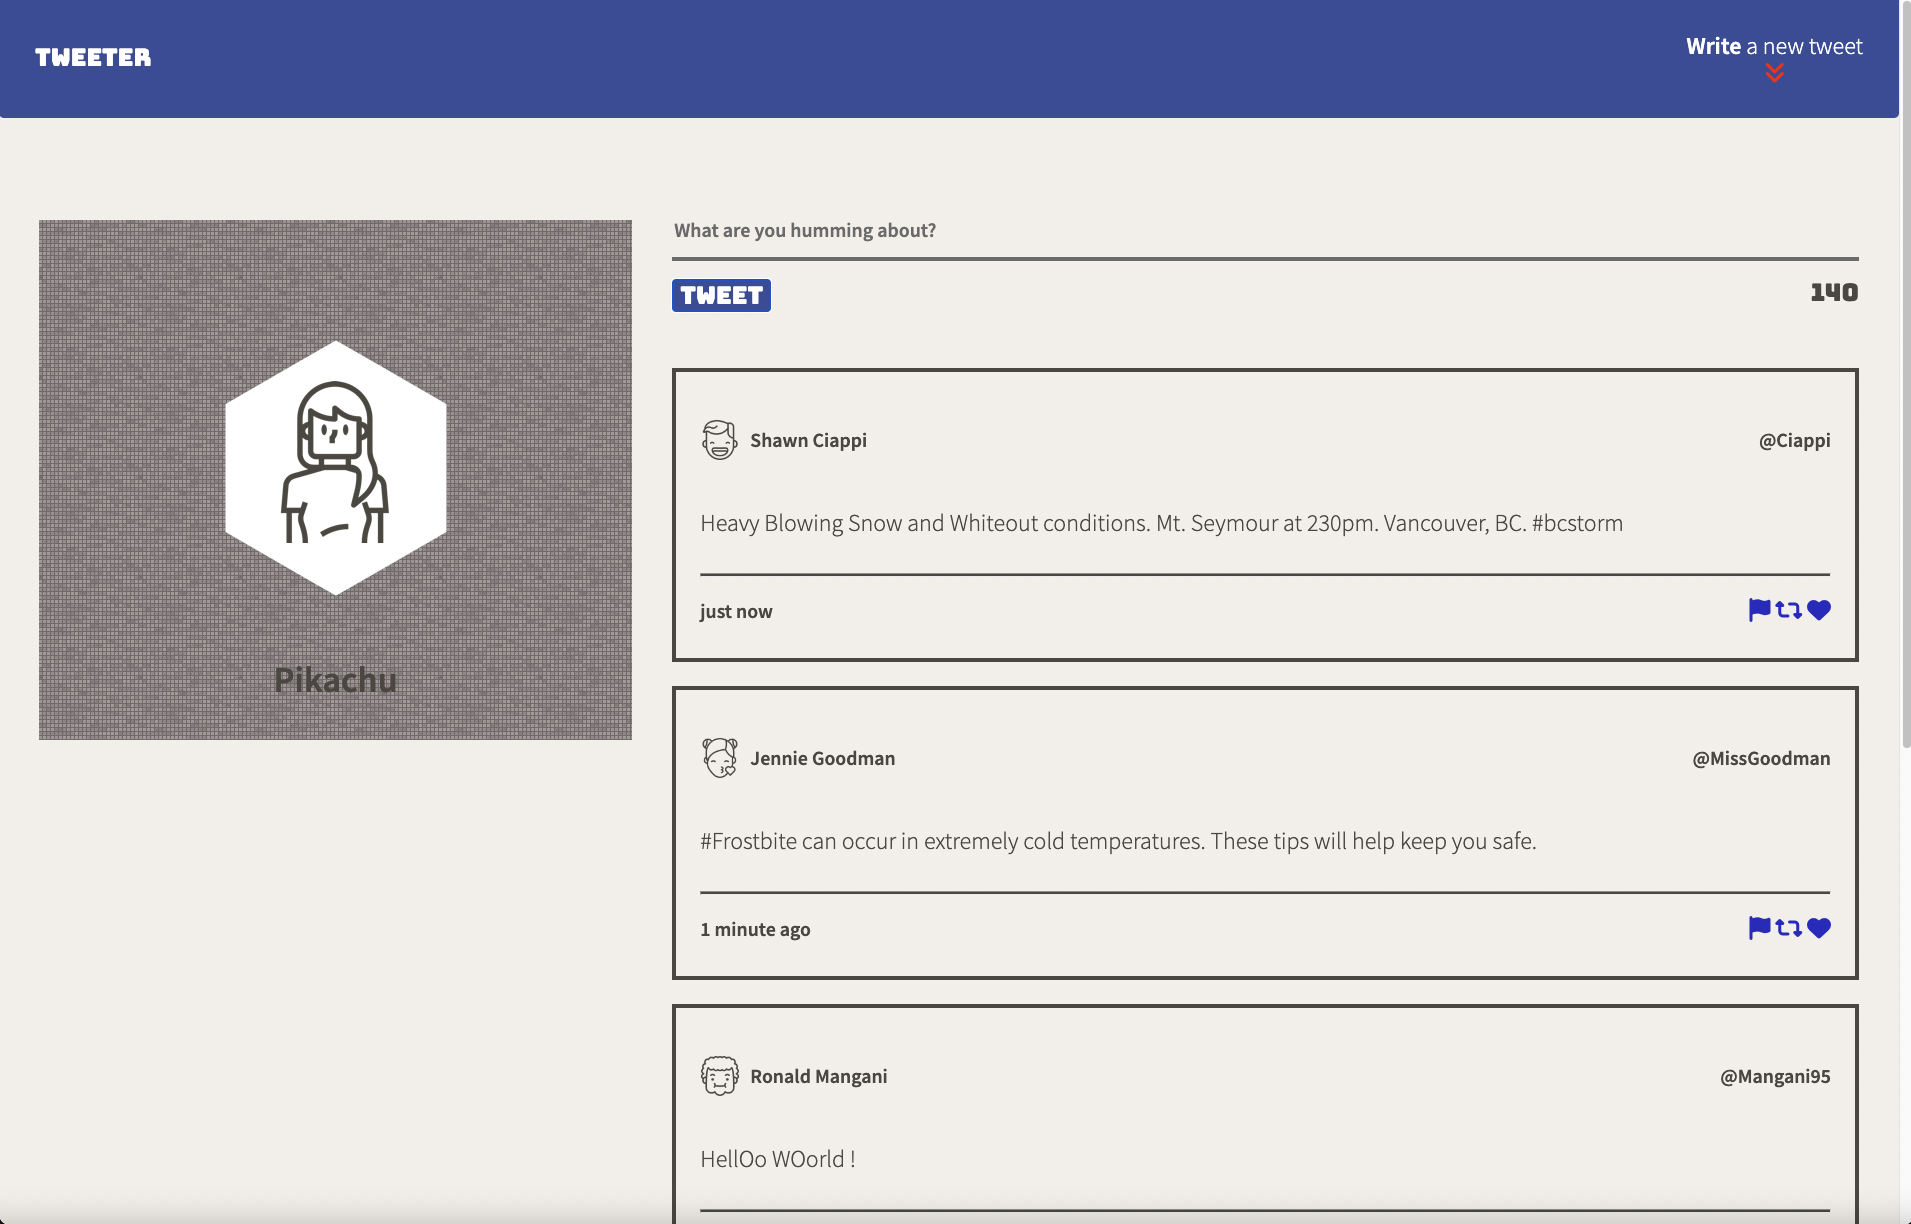 TWEETER
Write a new tweet
Pikachu
What are you humming about?
TWEET
140
Shawn Ciappi
@Ciappi
Heavy Blowing Snow and Whiteout conditions. Mt. Seymour at 230pm. Vancouver, BC. #bcstorm
just now
Jennie Goodman
@MissGoodman
#Frostbite can occur in extremely cold temperatures. These tips will help keep you safe.
1 minute ago
Ronald Mangani
@Mangani95
HellOo WOorld !